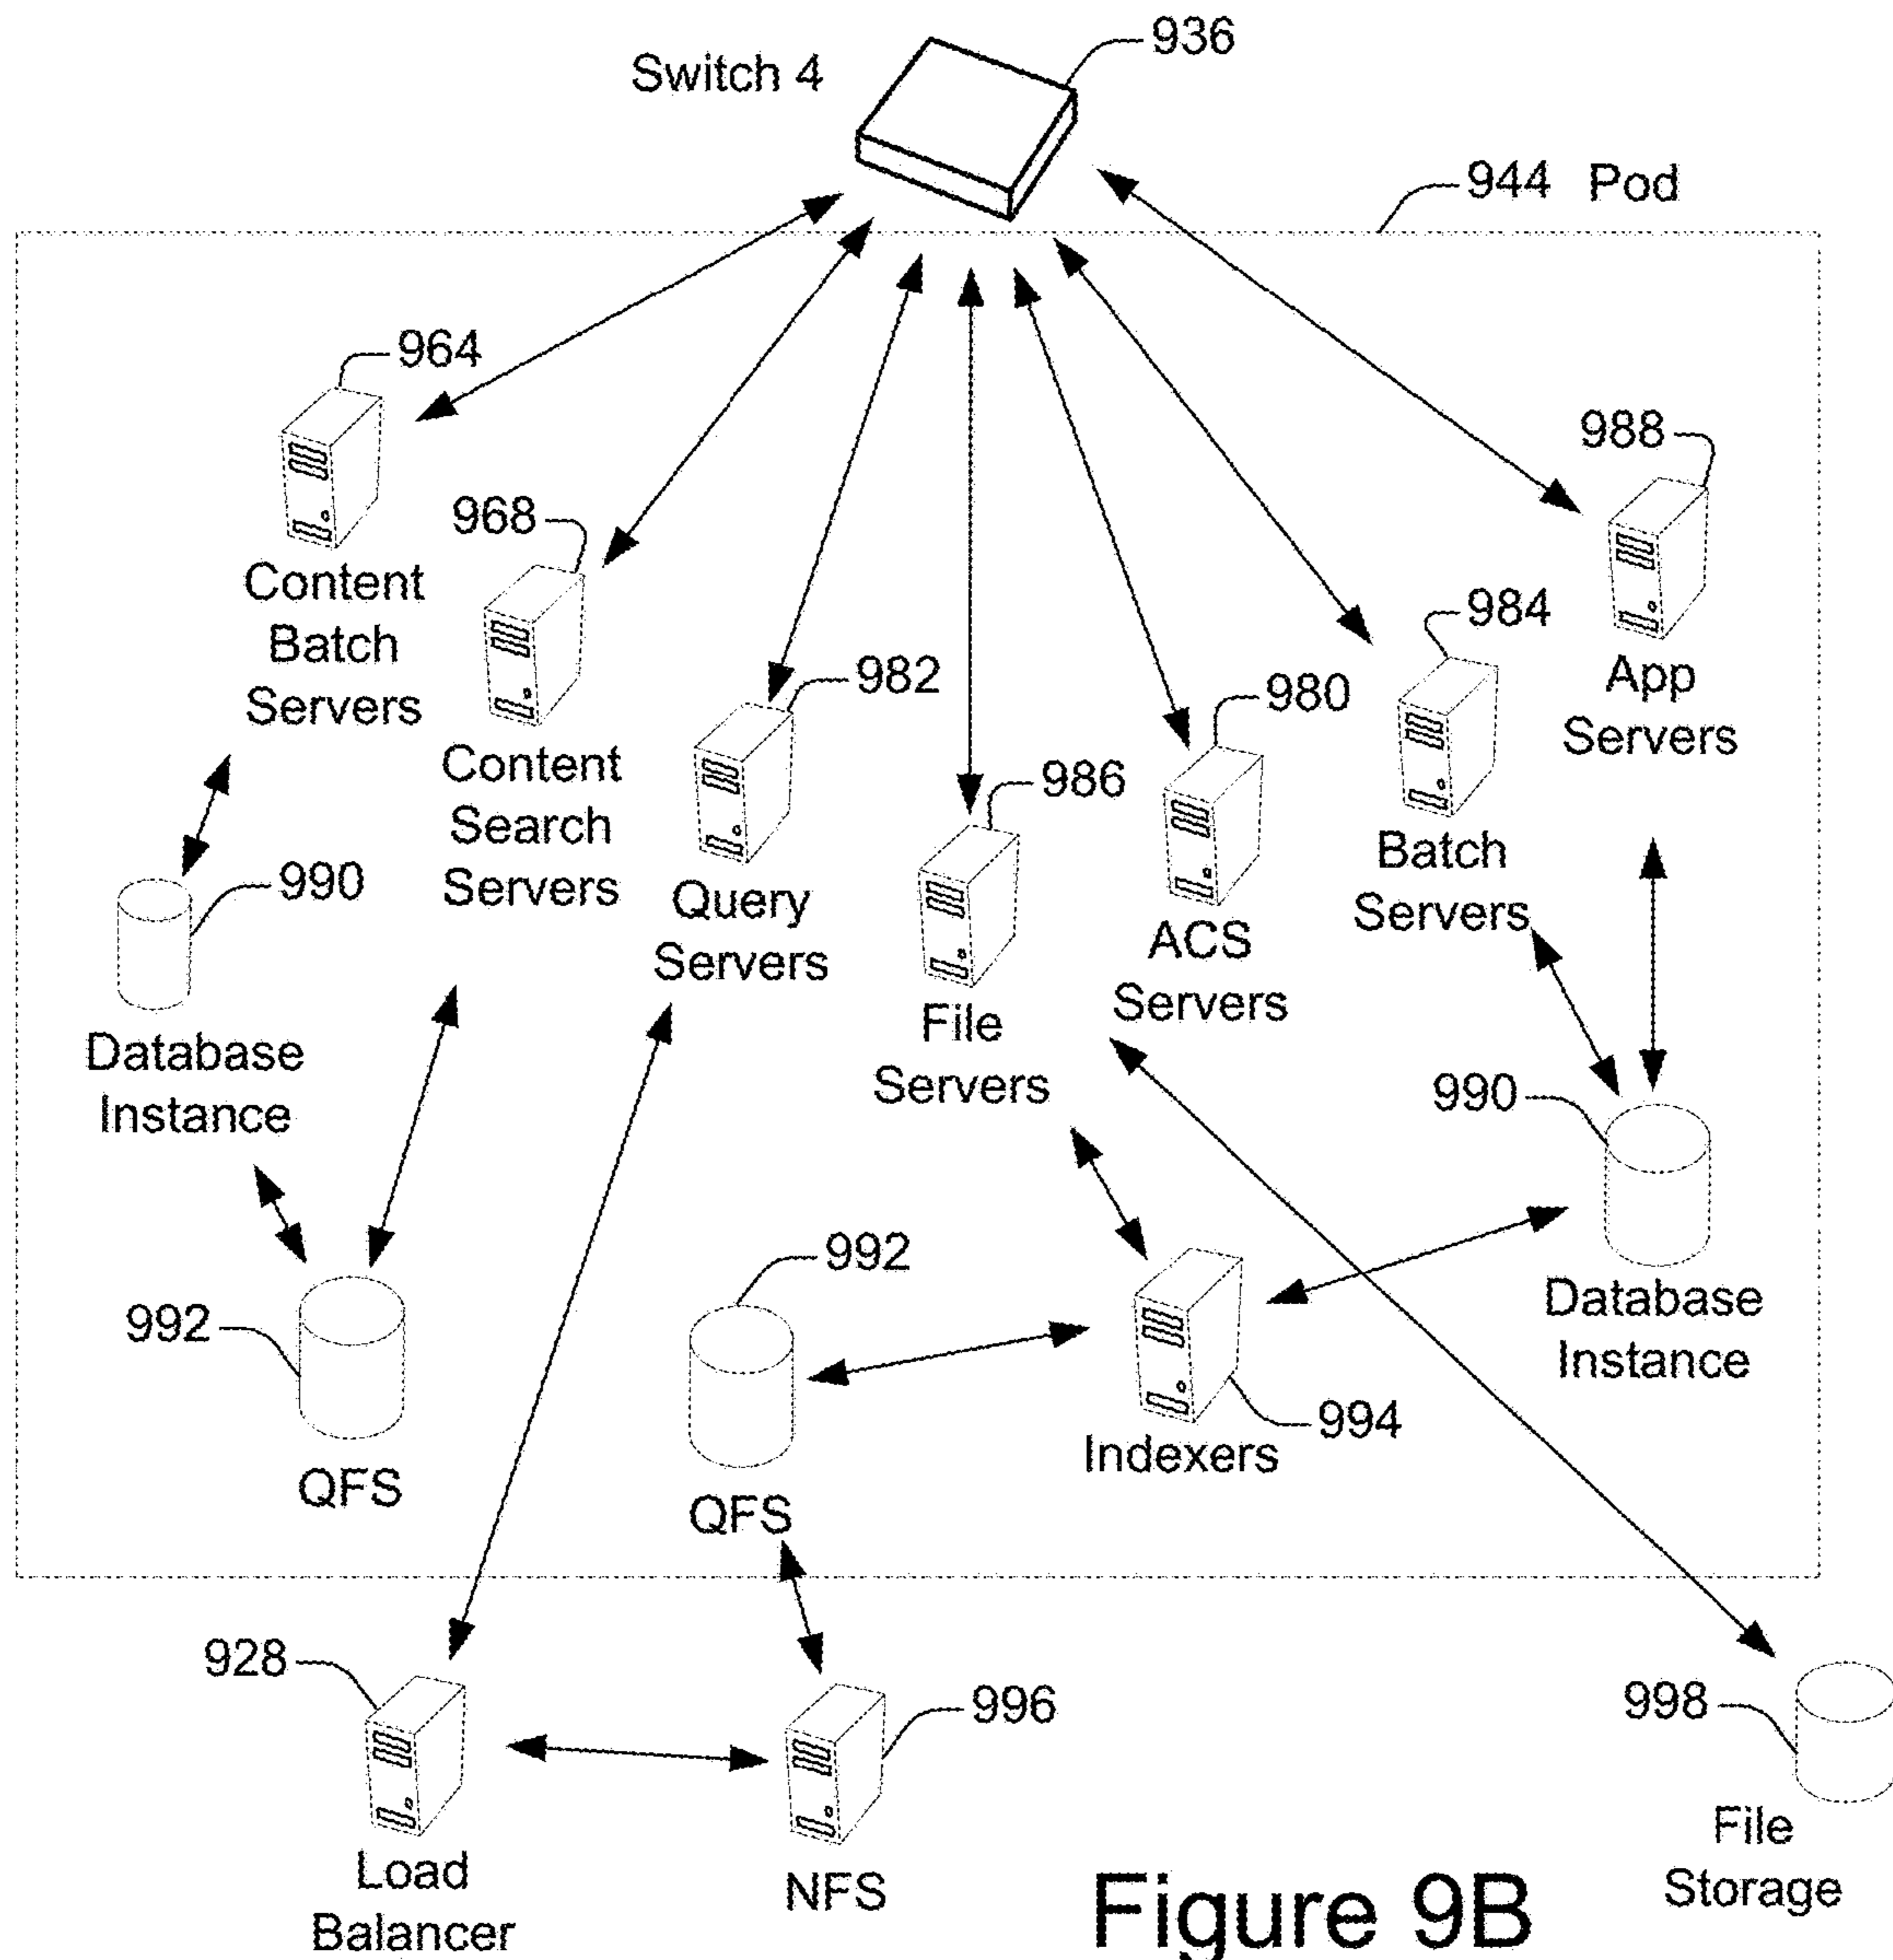 936
Switch 4
944 Pod
964
988
968
Content
Batch
Servers
984
982
980
App
Servers
Content
Search
Servers
986
Batch
Servers
990
Query
Servers
ACS
Servers
File
Servers
Database
Instance
990
992
992
Database
Instance
994
Indexers
QFS
QFS
928
996
998
File
Storage
Load
Balancer
NFS
Figure 9B